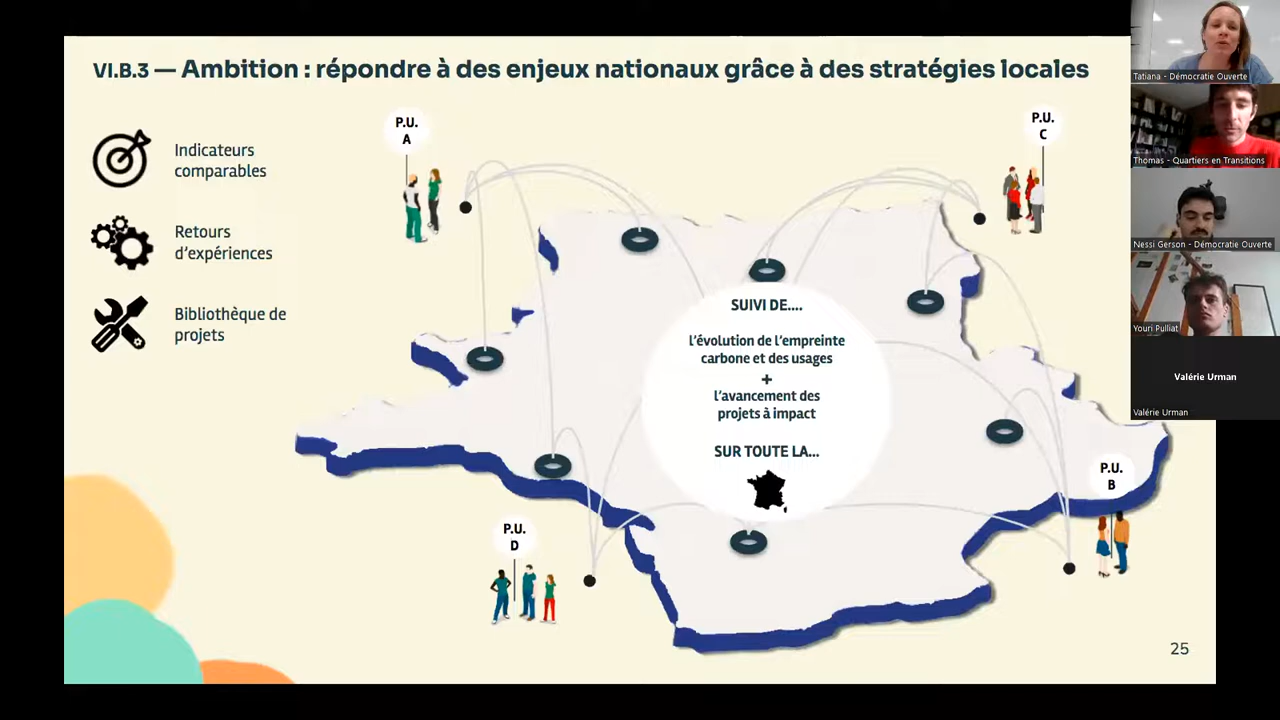 VI.B.3 — Ambition : répondre à des enjeux nationaux grâce à des stratégies locales
Indicateurs
comparables
Retours
d'expériences
Bibliothèque de
projets
P.U.
A
P.U.
C
SUIVI DE....
l'évolution de l'empreinte
carbone et des usages
+
l'avancement des
projets à impact
SUR TOUTE LA...
P.U.
B
P.U.
D
25
Tatiana - Démocratie Ouverte
Thomas - Quartiers en Transitions
Nessi Gerson - Démocratie Ouverte
Youri Pulliat
Valérie Urman
Valérie Urman